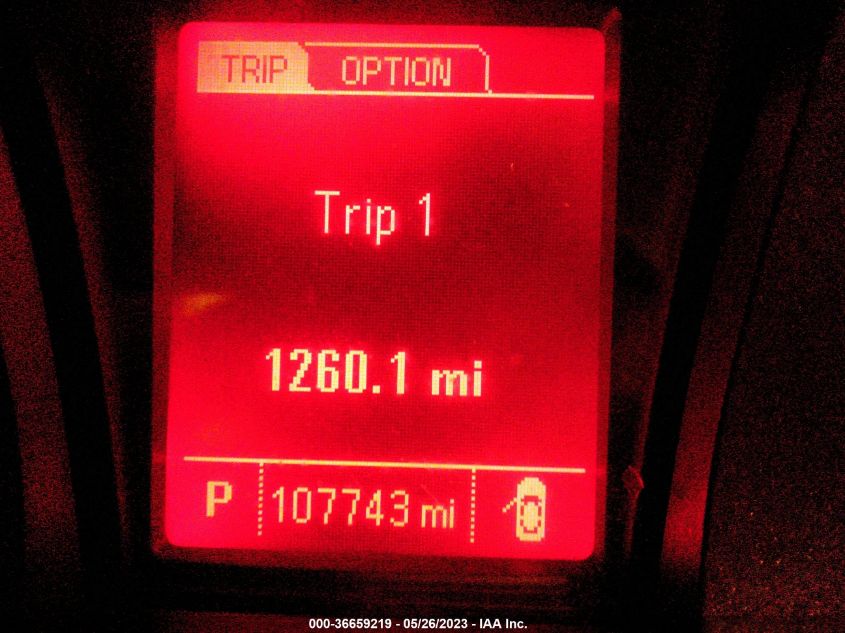 TRIP OPTION
Trip 1
1260.1 mi
P 107743 mi
000-36659219 - 05/26/2023 - IAA Inc.